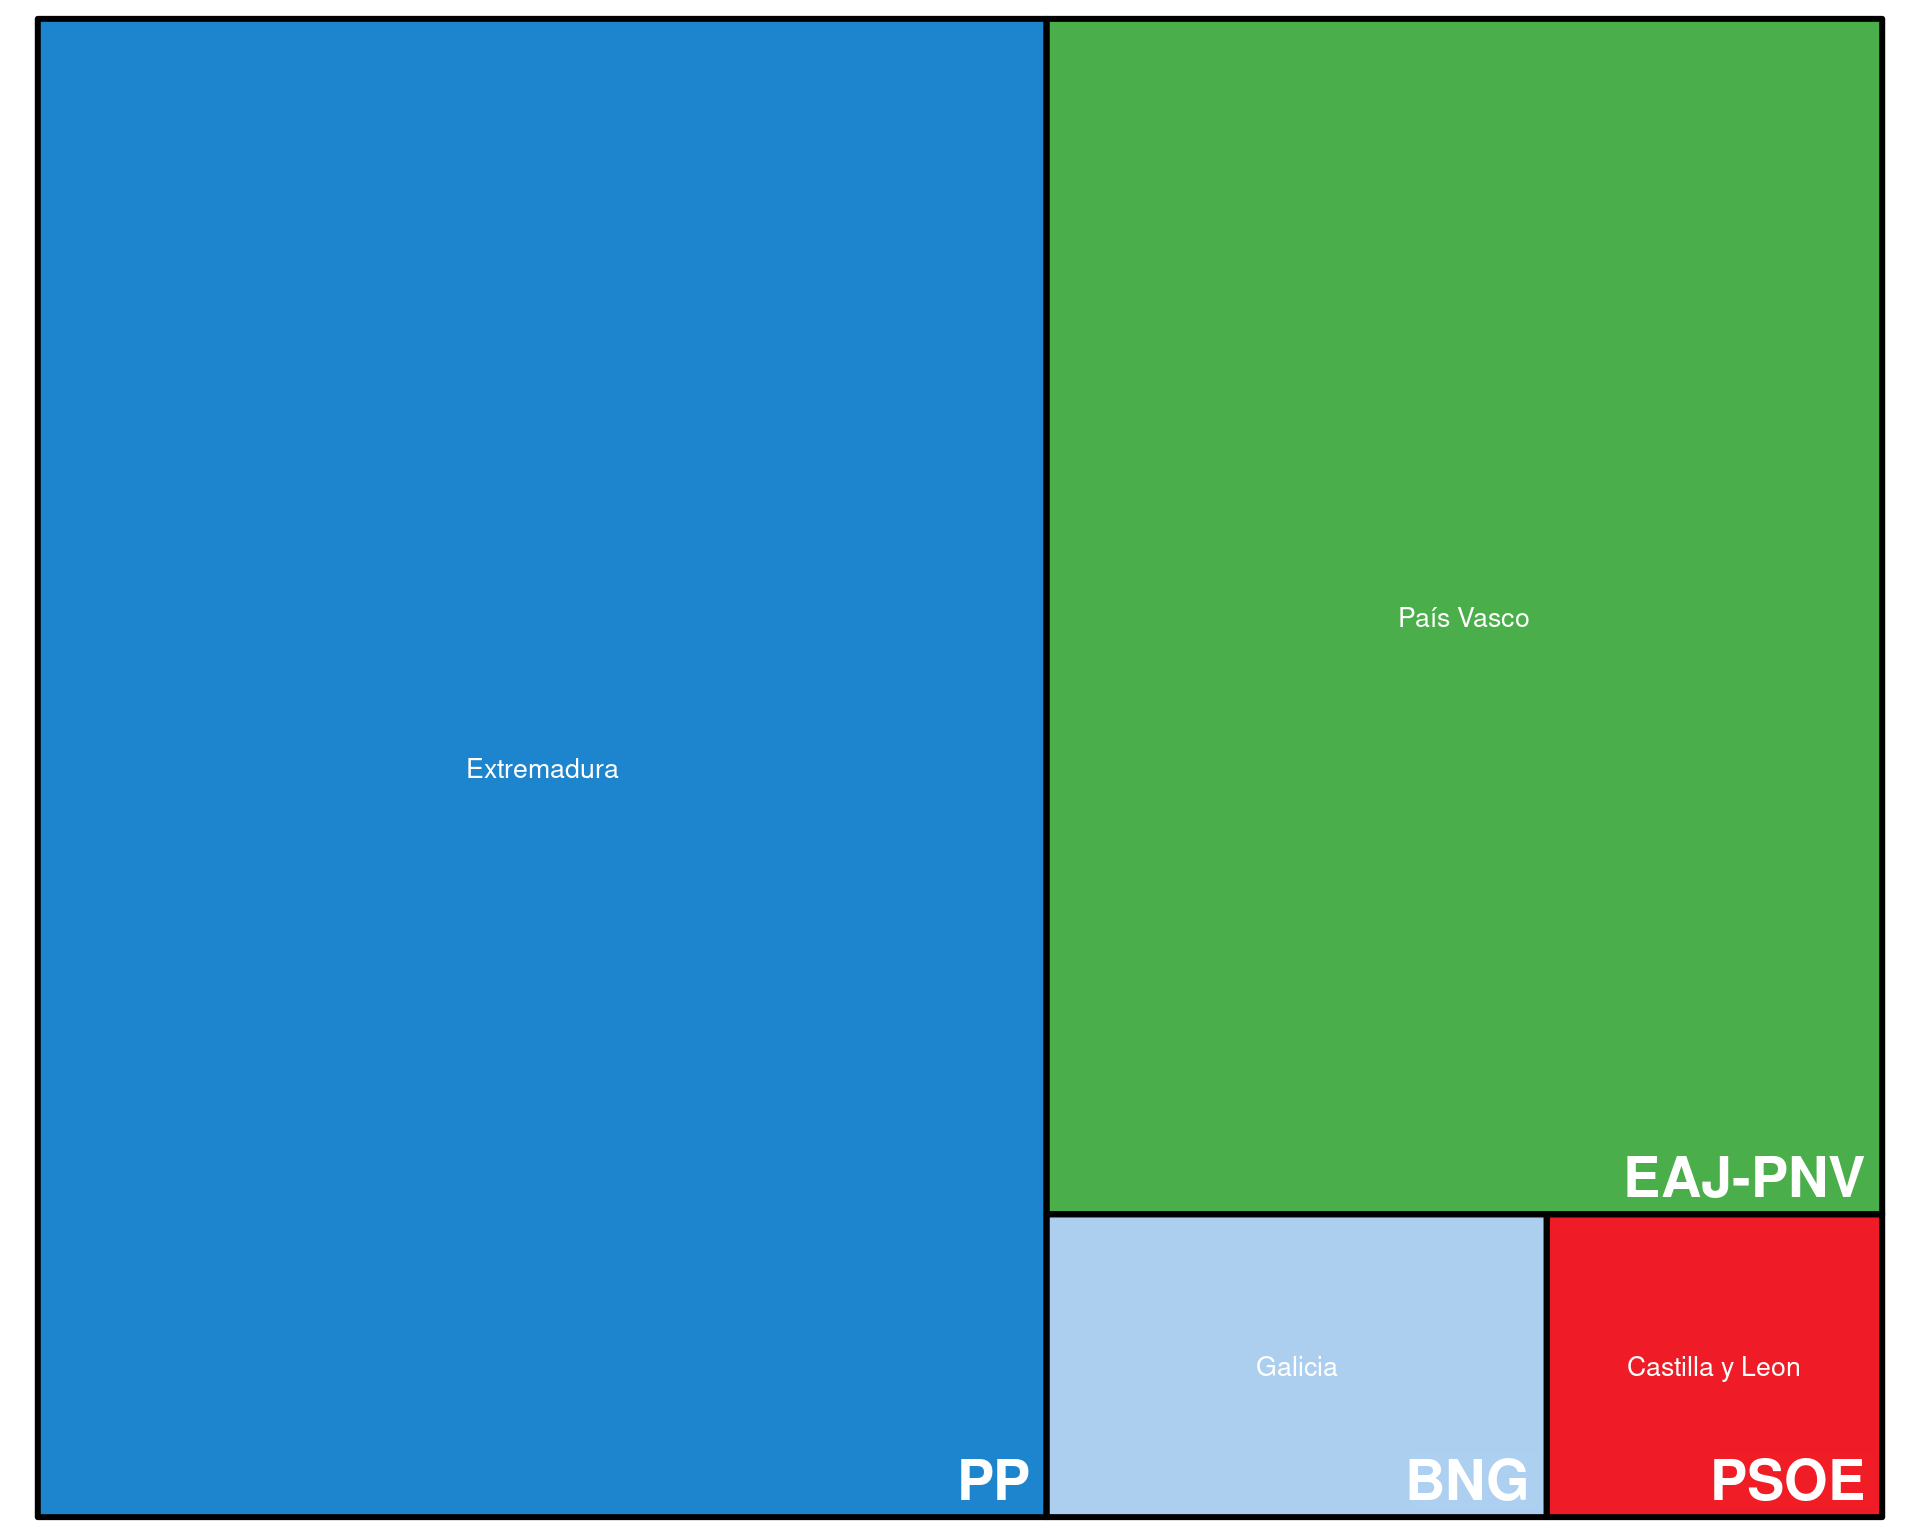 Extremadura
PP
País Vasco
EAJ-PNV
Galicia
BNG
Castilla y Leon
PSOE